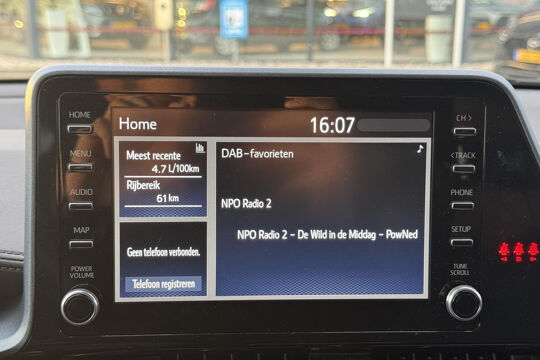 HOME
MENU
AUDIO
MAP
POWER
VOLUME
Home
16:07
Meest recente
4.7 L/100km
Rijbereik
61 km
Geen telefoon verbonden.
Telefoon registreren
DAB-favorieten
NPO Radio 2
NPO Radio 2 - De Wild in de Middag - PowNed
CH >
< TRACK
PHONE
SETUP
TUNE
SCROLL